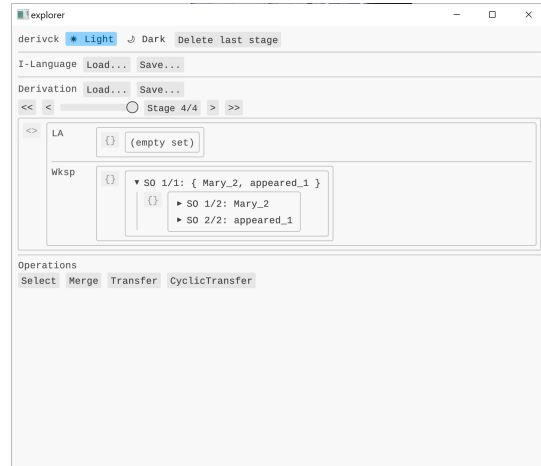 explorer
derivck ☀ Light 🌙 Dark Delete last stage
I-Language Load... Save...
Derivation Load... Save...
<< < Stage 4/4 > >>
<> LA {} (empty set)
Wksp {} ▼ SO 1/1: { Mary_2, appeared_1 }
{} ▶ SO 1/2: Mary_2
▶ SO 2/2: appeared_1
Operations
Select Merge Transfer CyclicTransfer